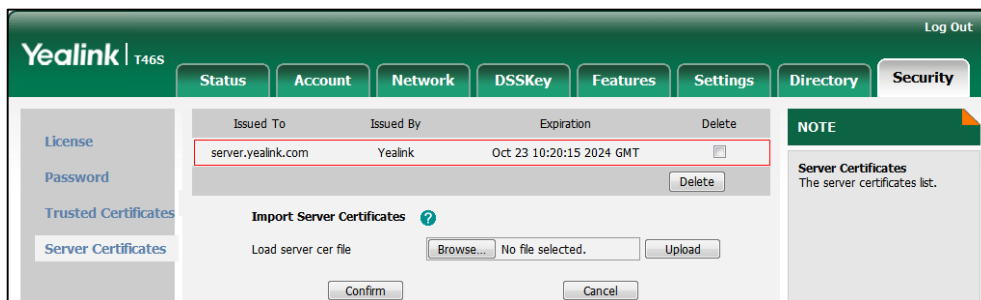 Log Out
Yealink | T46S
Status Account Network DSSKey Features Settings Directory Security
License
Password
Trusted Certificates
Server Certificates
Issued To Issued By Expiration Delete
server.yealink.com Yealink Oct 23 10:20:15 2024 GMT
Delete
Import Server Certificates ?
Load server cer file Browse... No file selected. Upload
Confirm Cancel
NOTE
Server Certificates
The server certificates list.